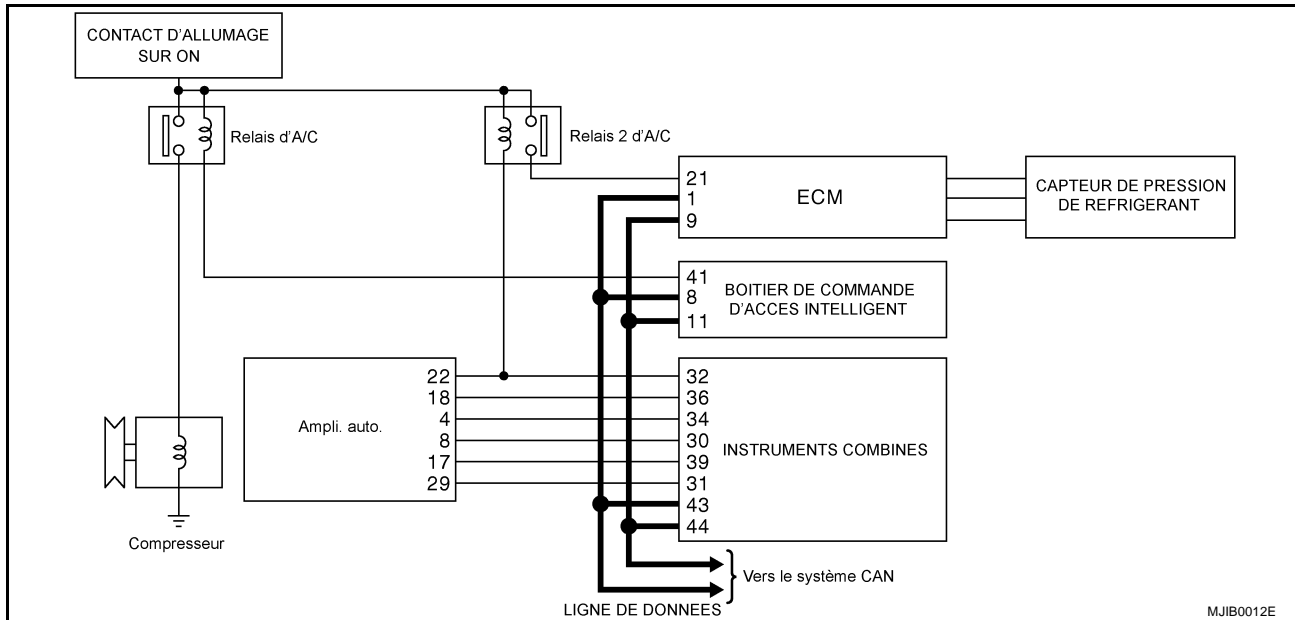 CONTACT D'ALLUMAGE
SUR ON
Relais d'A/C
Relais 2 d'A/C
21
1
9
ECM
CAPTEUR DE PRESSION
DE REFRIGERANT
41
8
11
BOITIER DE COMMANDE
D'ACCES INTELLIGENT
Ampli. auto.
22
18
4
8
17
29
32
36
34
30
39
31
43
44
INSTRUMENTS COMBINES
Compresseur
Vers le système CAN
LIGNE DE DONNEES
MJIB0012E